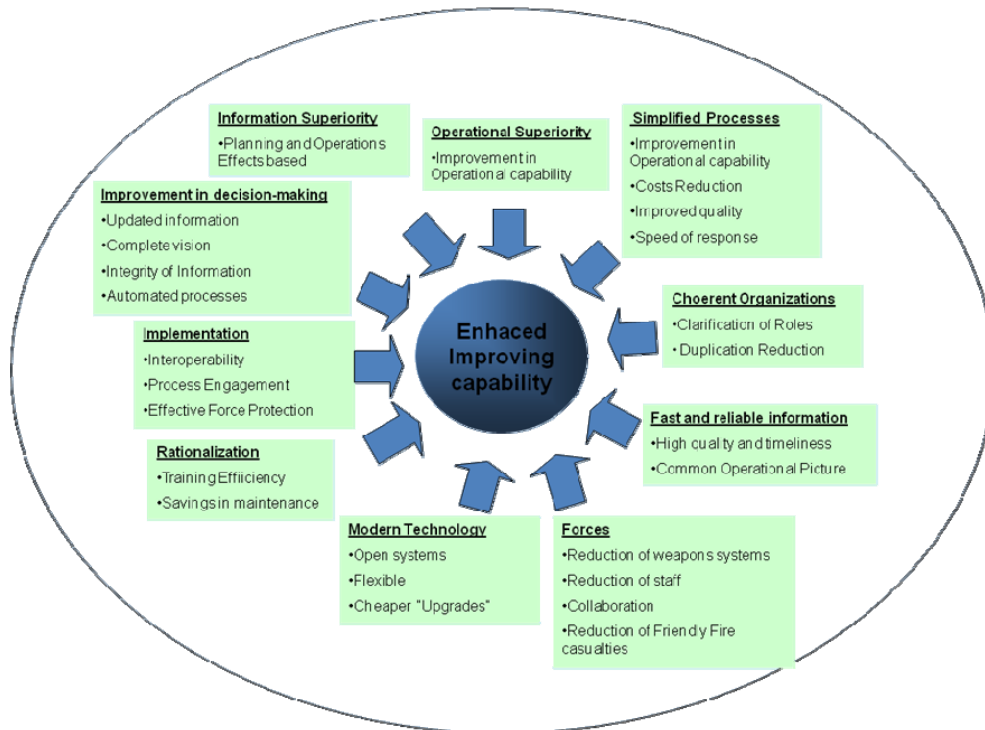 Information Superiority
•Planning and Operations
Effects based
Operational Superiority
•Improvement in
Operational capability
Simplified Processes
•Improvement in
Operational capability
•Costs Reduction
•Improved quality
•Speed of response
Improvement in decision-making
•Updated information
•Complete vision
•Integrity of Information
•Automated processes
Choerent Organizations
•Clarification of Roles
•Duplication Reduction
Enhaced
Improving
capability
Implementation
•Interoperability
•Process Engagement
•Effective Force Protection
Fast and reliable information
•High quality and timeliness
•Common Operational Picture
Rationalization
•Training Effiiciency
•Savings in maintenance
Modern Technology
•Open systems
•Flexible
•Cheaper "Upgrades"
Forces
•Reduction of weapons systems
•Reduction of staff
•Collaboration
•Reduction of Friendly Fire
casualties